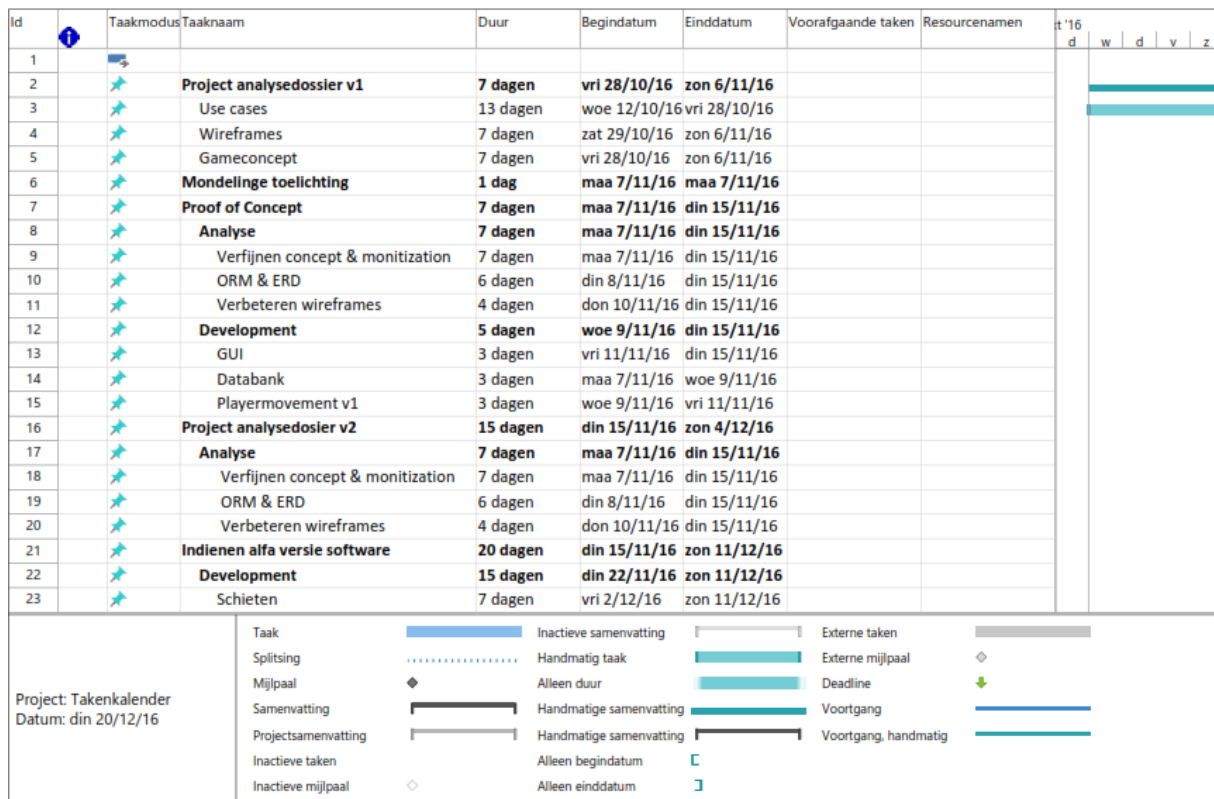 Id Taakmodus Taaknaam Duur Begindatum Einddatum Voorafgaande taken Resourcenamen kt '16
d w d v z
1
2 Project analysedossier v1 7 dagen vri 28/10/16 zon 6/11/16
3 Use cases 13 dagen woe 12/10/16 vri 28/10/16
4 Wireframes 7 dagen zat 29/10/16 zon 6/11/16
5 Gameconcept 7 dagen vri 28/10/16 zon 6/11/16
6 Mondelinge toelichting 1 dag maa 7/11/16 maa 7/11/16
7 Proof of Concept 7 dagen maa 7/11/16 din 15/11/16
8 Analyse 7 dagen maa 7/11/16 din 15/11/16
9 Verfijnen concept & monitization 7 dagen maa 7/11/16 din 15/11/16
10 ORM & ERD 6 dagen din 8/11/16 din 15/11/16
11 Verbeteren wireframes 4 dagen don 10/11/16 din 15/11/16
12 Development 5 dagen woe 9/11/16 din 15/11/16
13 GUI 3 dagen vri 11/11/16 din 15/11/16
14 Databank 3 dagen maa 7/11/16 woe 9/11/16
15 Playermovement v1 3 dagen woe 9/11/16 vri 11/11/16
16 Project analysedosier v2 15 dagen din 15/11/16 zon 4/12/16
17 Analyse 7 dagen maa 7/11/16 din 15/11/16
18 Verfijnen concept & monitization 7 dagen maa 7/11/16 din 15/11/16
19 ORM & ERD 6 dagen din 8/11/16 din 15/11/16
20 Verbeteren wireframes 4 dagen don 10/11/16 din 15/11/16
21 Indienen alfa versie software 20 dagen din 15/11/16 zon 11/12/16
22 Development 15 dagen din 22/11/16 zon 11/12/16
23 Schieten 7 dagen vri 2/12/16 zon 11/12/16
Project: Takenkalender
Datum: din 20/12/16
Taak
Splitsing
Mijlpaal
Samenvatting
Projectsamenvatting
Inactieve taken
Inactieve mijlpaal
Inactieve samenvatting
Handmatig taak
Alleen duur
Handmatige samenvatting
Handmatige samenvatting
Alleen begindatum
Alleen einddatum
Externe taken
Externe mijlpaal
Deadline
Voortgang
Voortgang, handmatig